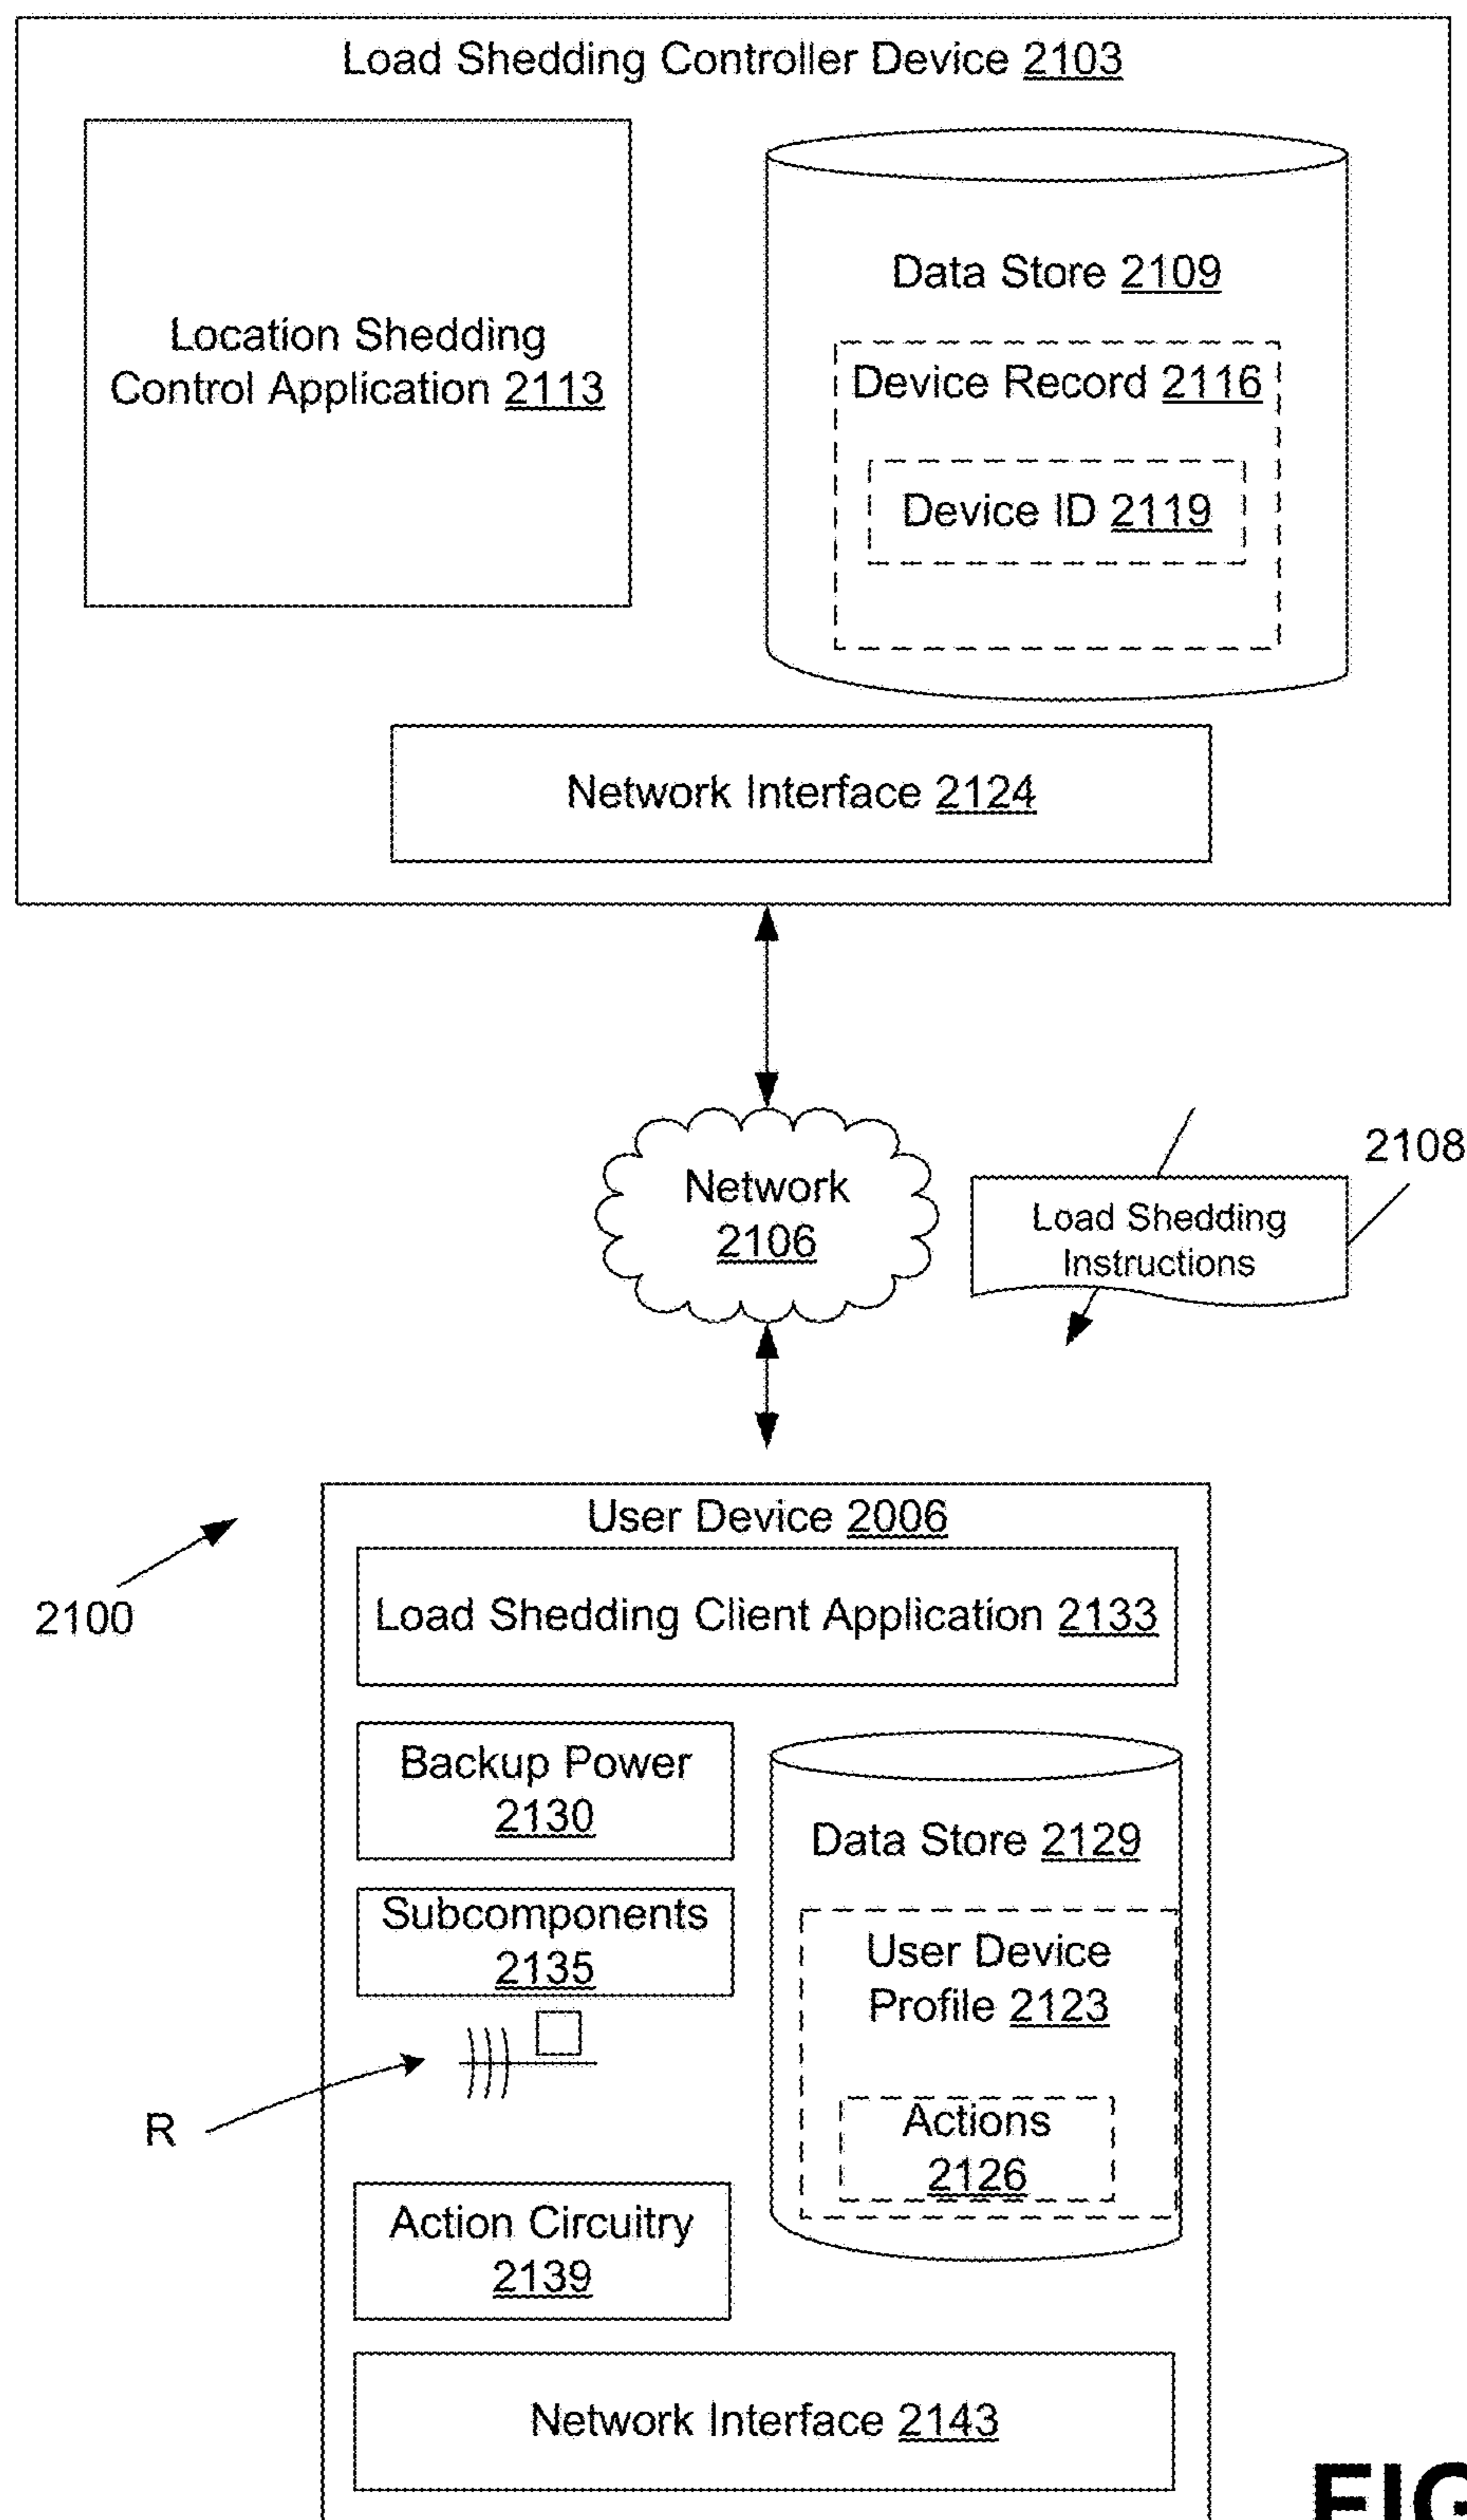 Load Shedding Controller Device 2103
Location Shedding
Control Application 2113
Data Store 2109
Device Record 2116
Device ID 2119
Network Interface 2124
Network
2106
2108
Load Shedding
Instructions
2100
User Device 2006
Load Shedding Client Application 2133
Backup Power
2130
Subcomponents
2135
Data Store 2129
User Device
Profile 2123
Actions
2126
R
Action Circuitry
2139
Network Interface 2143
FIG